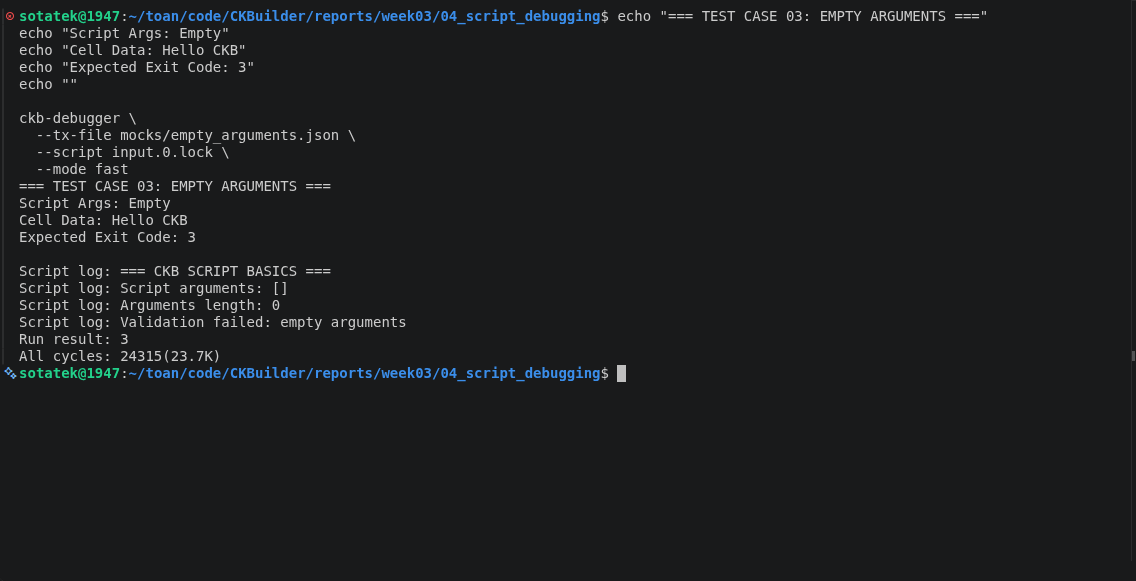 sotatek@1947:~/toan/code/CKBuilder/reports/week03/04_script_debugging$ echo "=== TEST CASE 03: EMPTY ARGUMENTS ==="
echo "Script Args: Empty"
echo "Cell Data: Hello CKB"
echo "Expected Exit Code: 3"
echo ""

ckb-debugger \
  --tx-file mocks/empty_arguments.json \
  --script input.0.lock \
  --mode fast
=== TEST CASE 03: EMPTY ARGUMENTS ===
Script Args: Empty
Cell Data: Hello CKB
Expected Exit Code: 3

Script log: === CKB SCRIPT BASICS ===
Script log: Script arguments: []
Script log: Arguments length: 0
Script log: Validation failed: empty arguments
Run result: 3
All cycles: 24315(23.7K)
sotatek@1947:~/toan/code/CKBuilder/reports/week03/04_script_debugging$